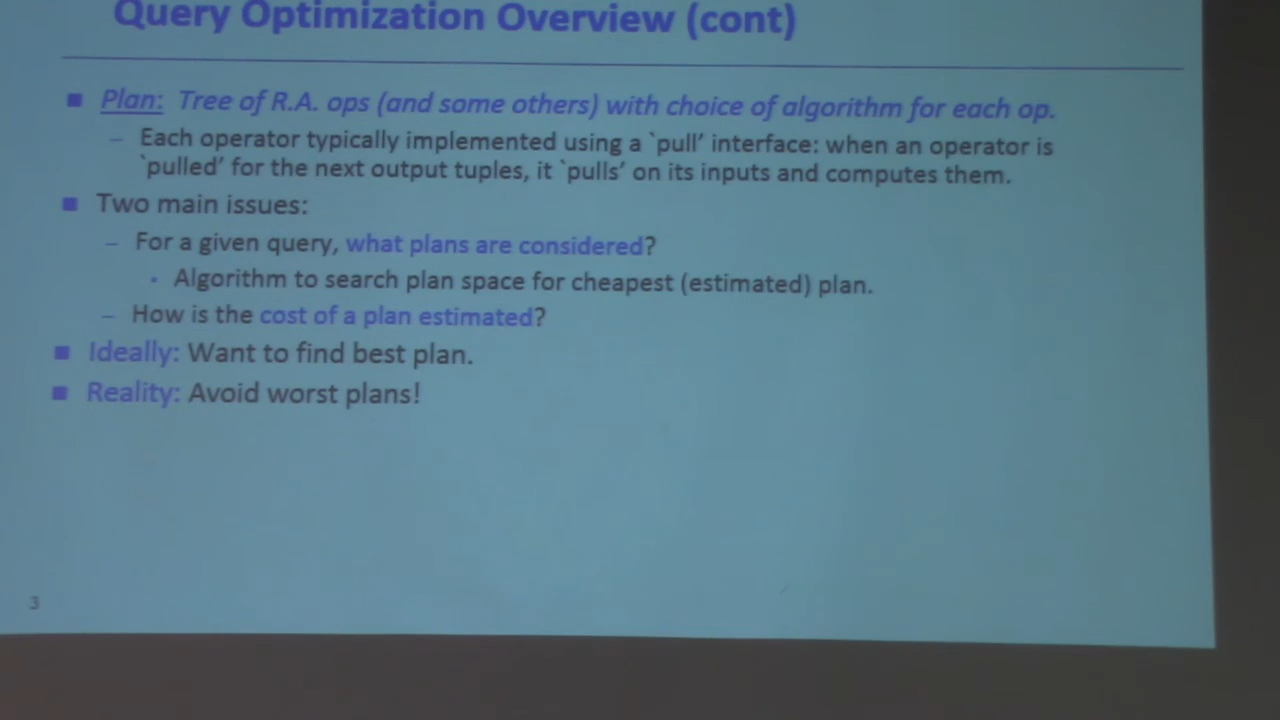 Query Optimization Overview (cont)
Plan: Tree of R.A. ops (and some others) with choice of algorithm for each op.
– Each operator typically implemented using a `pull’ interface: when an operator is
`pulled’ for the next output tuples, it `pulls’ on its inputs and computes them.
Two main issues:
– For a given query, what plans are considered?
· Algorithm to search plan space for cheapest (estimated) plan.
– How is the cost of a plan estimated?
Ideally: Want to find best plan.
Reality: Avoid worst plans!
3